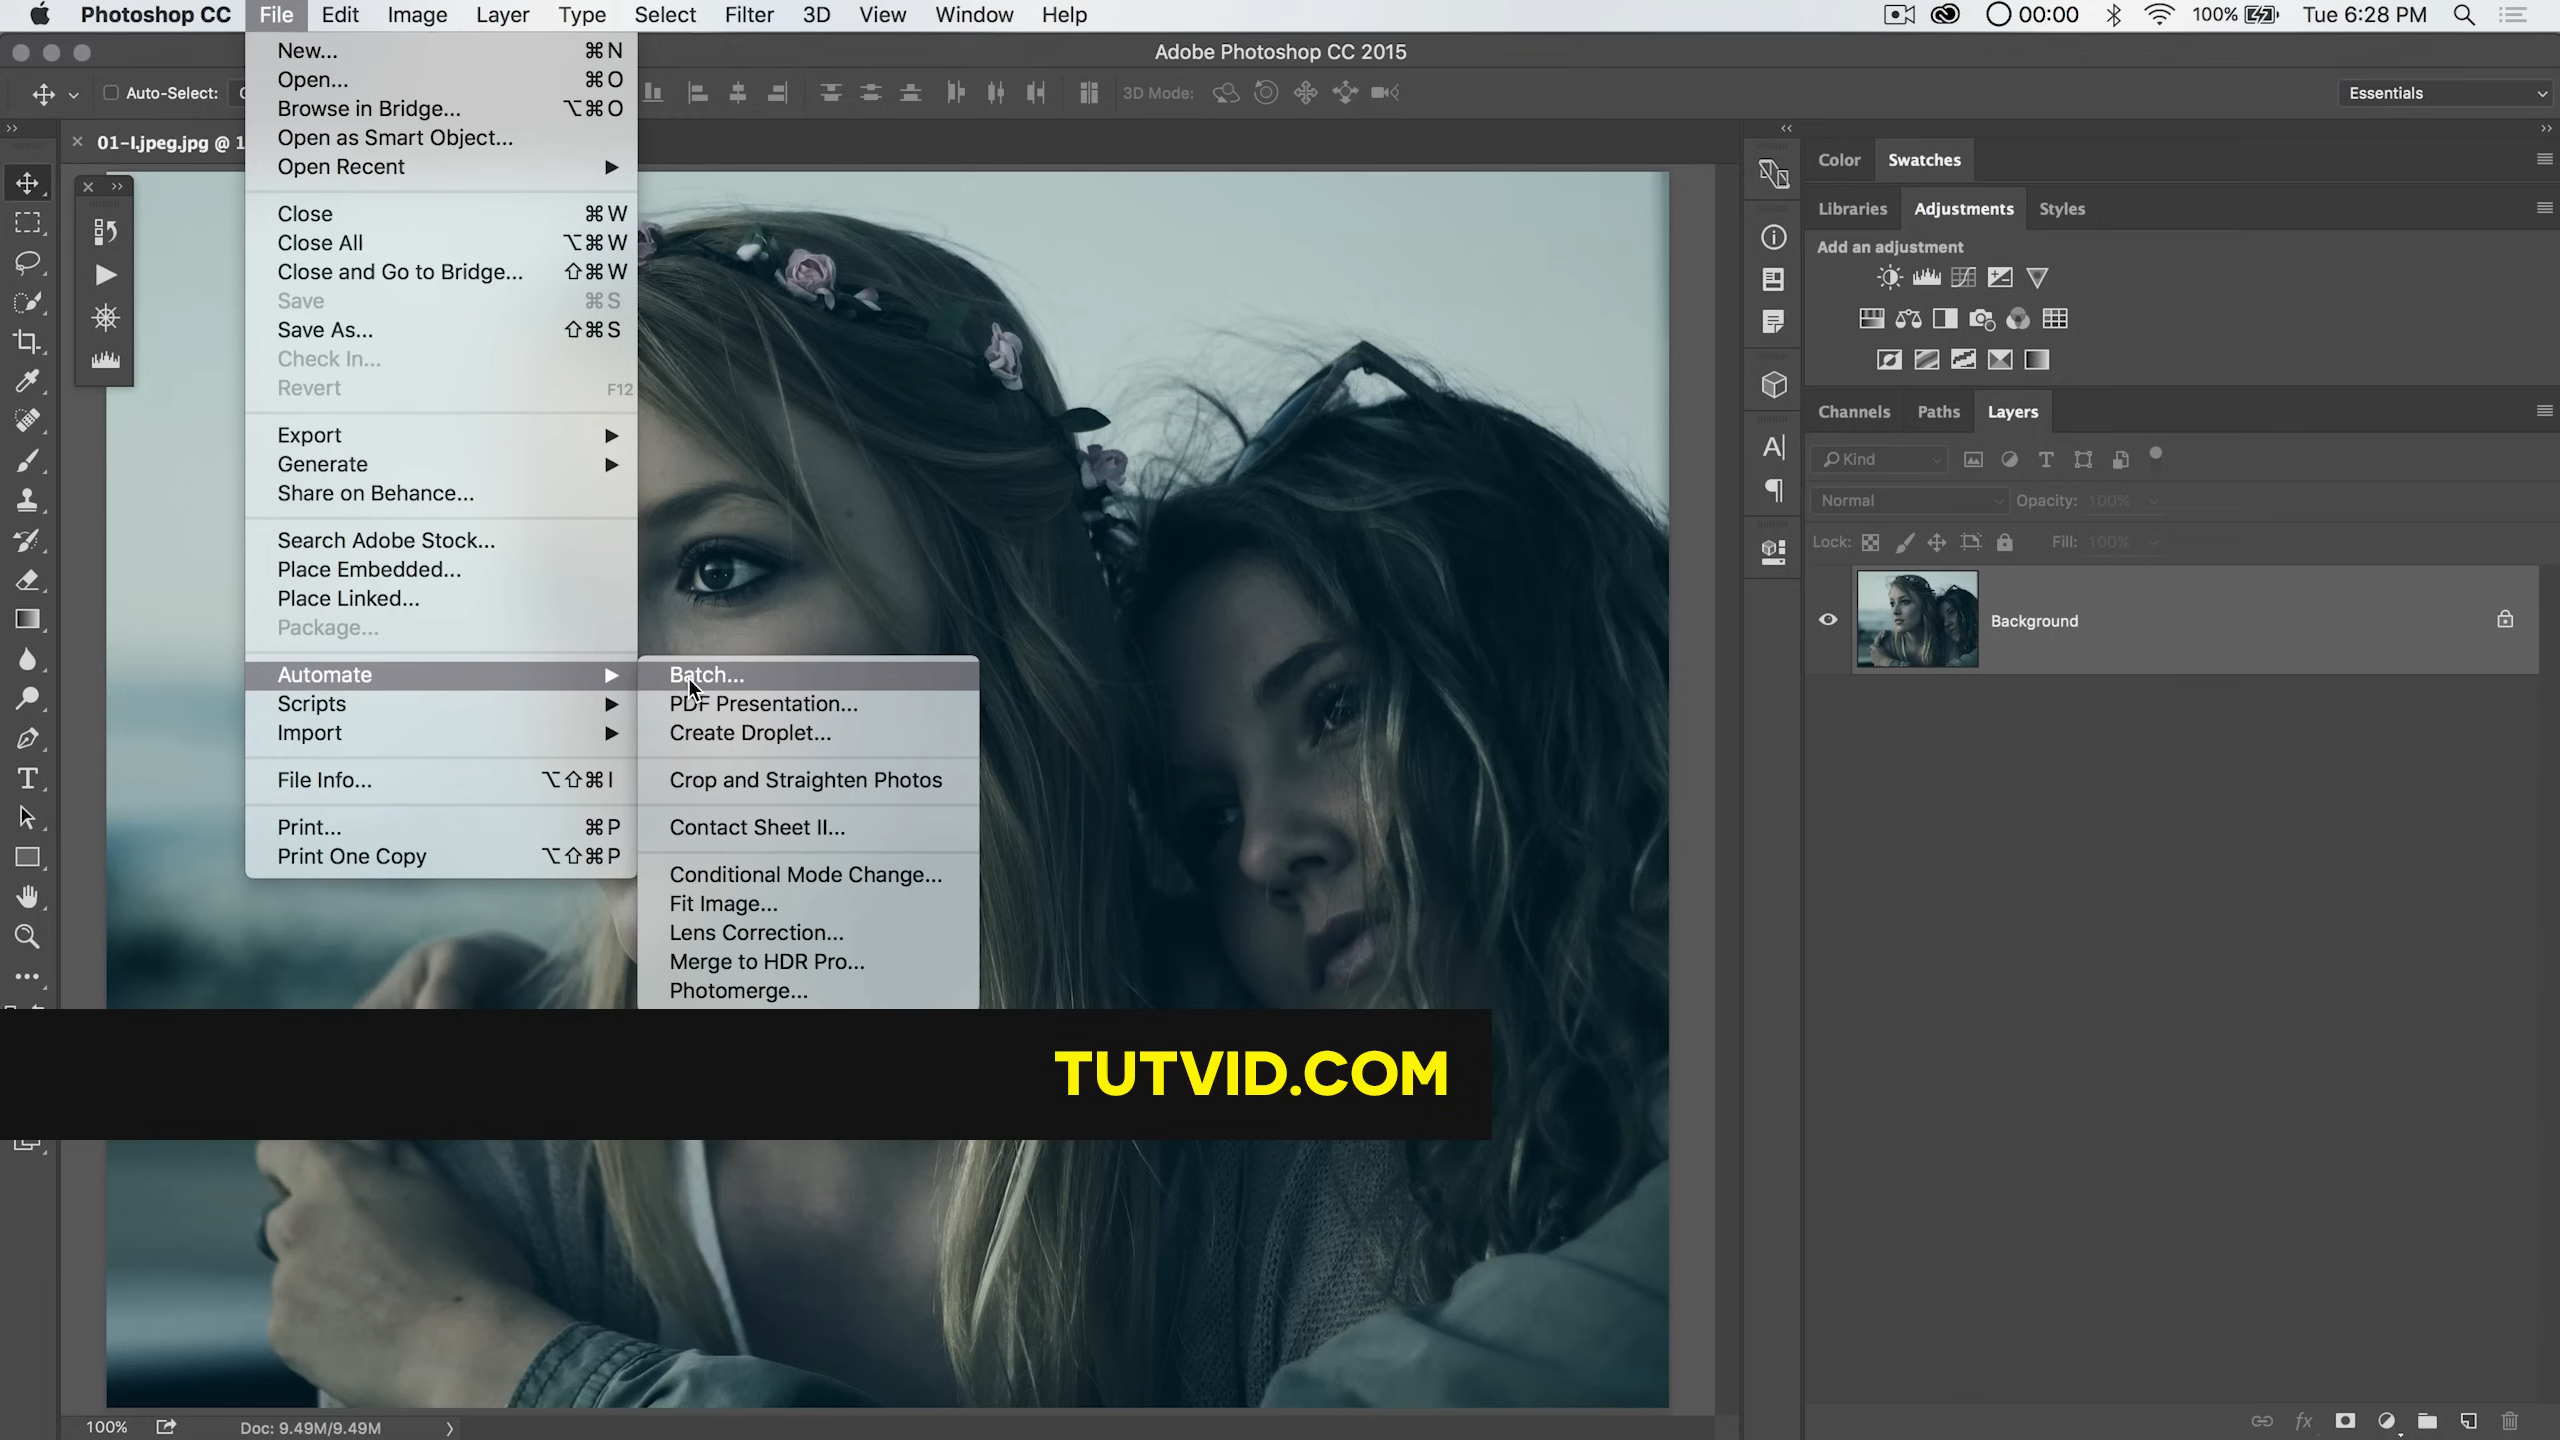 Photoshop CC File Edit Image Layer Type Select Filter 3D View Window Help 00:00 100% Tue 6:28 PM
Adobe Photoshop CC 2015
Auto-Select: 3D Mode: Essentials
01-l.jpeg.jpg @ 1
New... ⌘N
Open... ⌘O
Browse in Bridge... ⌥⌘O
Open as Smart Object...
Open Recent ▶
Close ⌘W
Close All ⌥⌘W
Close and Go to Bridge... ⇧⌘W
Save ⌘S
Save As... ⇧⌘S
Check In...
Revert F12
Export ▶
Generate ▶
Share on Behance...
Search Adobe Stock...
Place Embedded...
Place Linked...
Package...
Automate ▶
Scripts ▶
Import ▶
File Info... ⌥⇧⌘I
Print... ⌘P
Print One Copy ⌥⇧⌘P
Batch...
PDF Presentation...
Create Droplet...
Crop and Straighten Photos
Contact Sheet II...
Conditional Mode Change...
Fit Image...
Lens Correction...
Merge to HDR Pro...
Photomerge...
Color Swatches
Libraries Adjustments Styles
Add an adjustment
Channels Paths Layers
Kind
Normal Opacity: 100%
Lock: Fill: 100%
Background
TUTVID.COM
100% Doc: 9.49M/9.49M